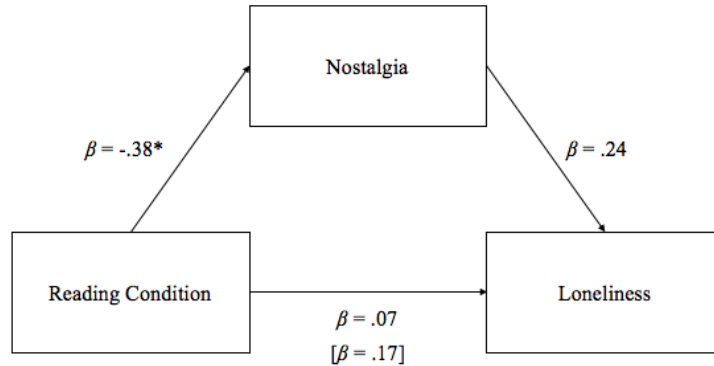 Nostalgia
β = -.38*
β = .24
Reading Condition
Loneliness
β = .07
[β = .17]